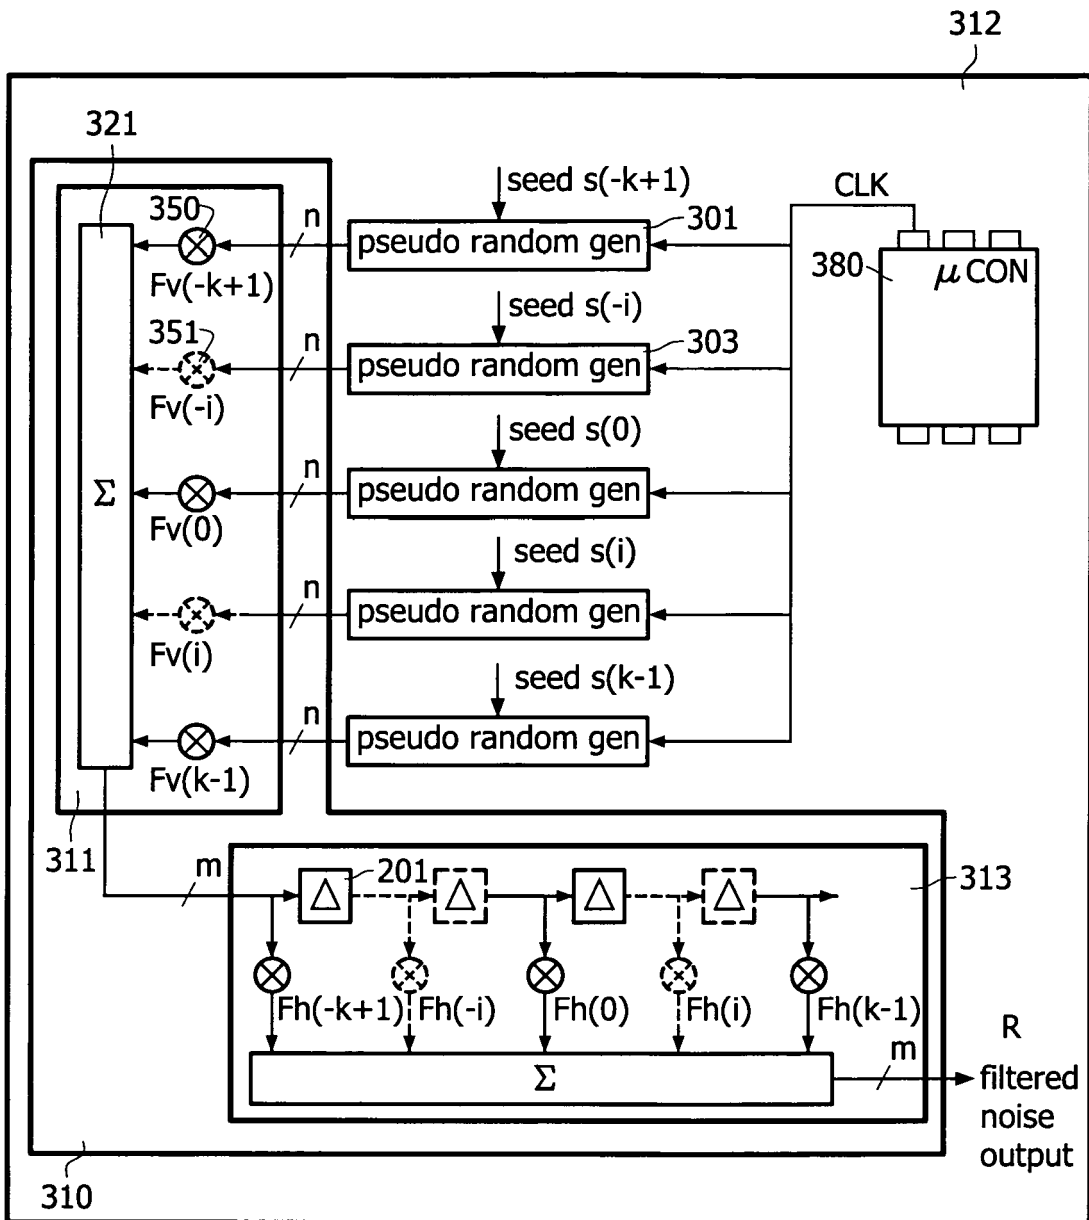 312
321
seed s(-k+1)
CLK
350
n
pseudo random gen
301
380
μ CON
Fv(-k+1)
seed s(-i)
351
n
pseudo random gen
303
Fv(-i)
seed s(0)
Σ
n
pseudo random gen
Fv(0)
seed s(i)
n
pseudo random gen
Fv(i)
seed s(k-1)
n
pseudo random gen
Fv(k-1)
311
m
Δ
201
Δ
Δ
Δ
313
Fh(-k+1)
Fh(-i)
Fh(0)
Fh(i)
Fh(k-1)
Σ
m
R
filtered
noise
output
310